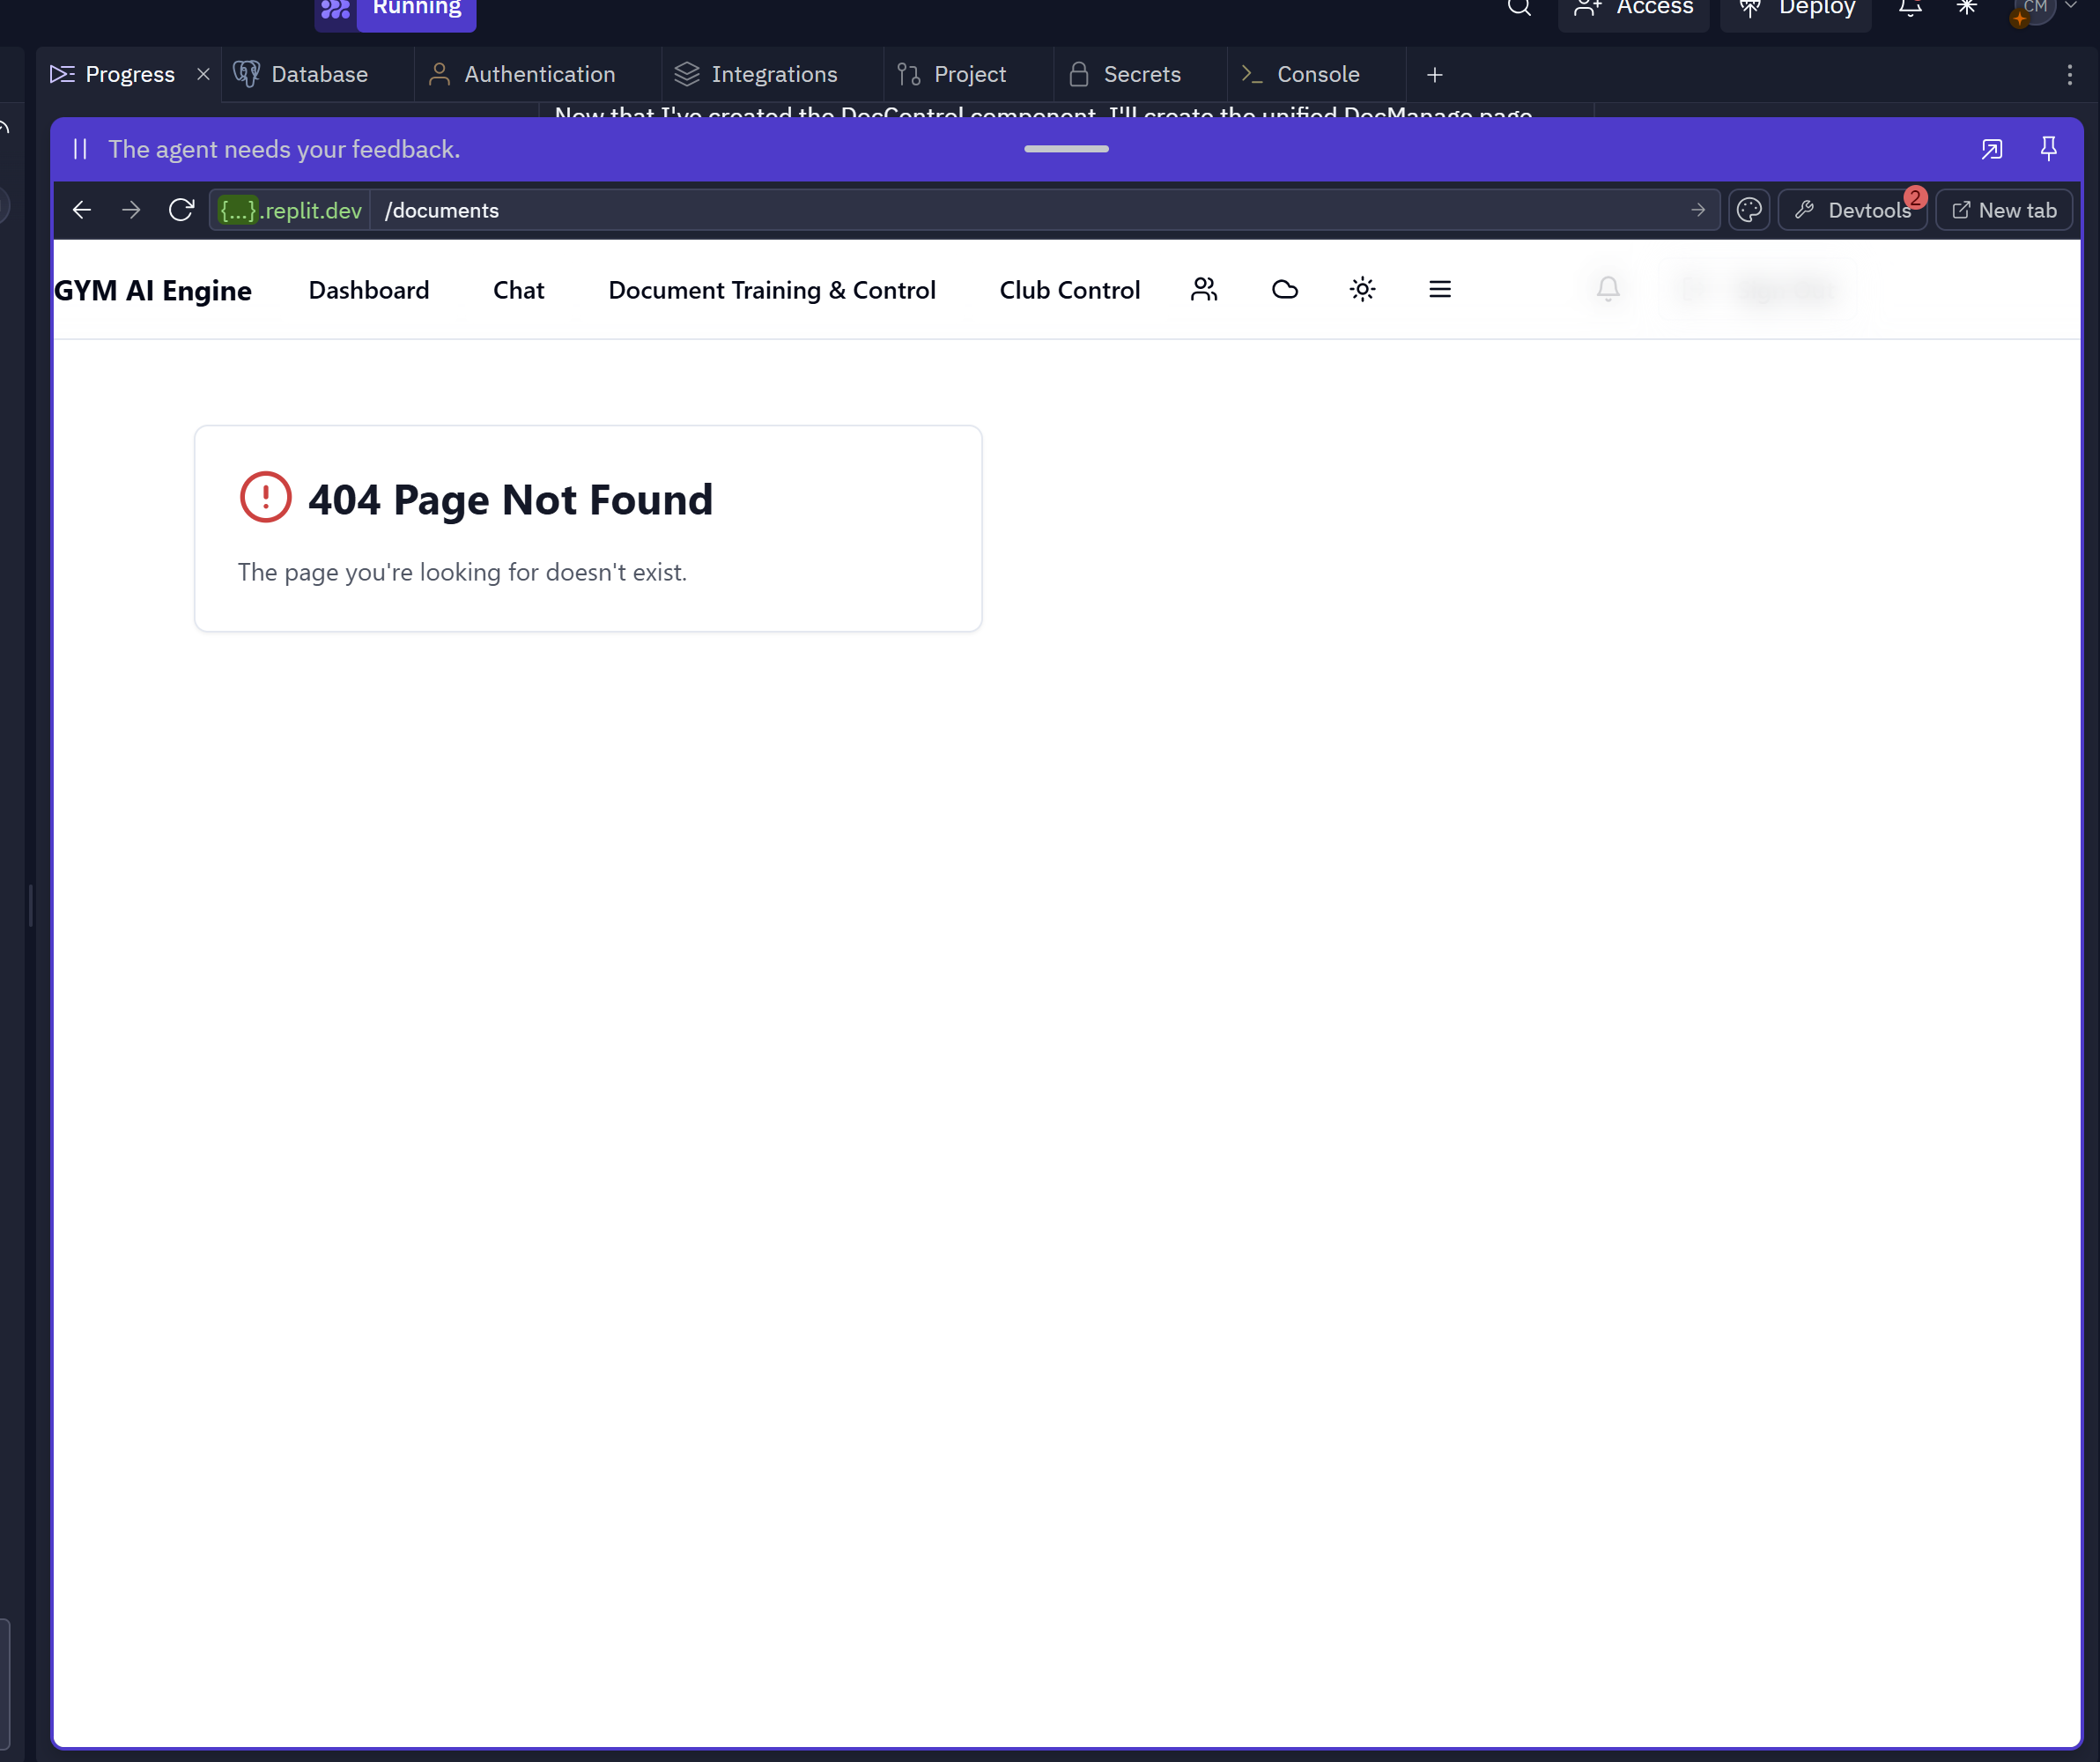 Running
Access
Deploy
CM
Progress
Database
Authentication
Integrations
Project
Secrets
Console
Now that I've created the DocControl component, I'll create the unified DocManage page
The agent needs your feedback.
{...}.replit.dev
/documents
Devtools
2
New tab
GYM AI Engine
Dashboard
Chat
Document Training & Control
Club Control
404 Page Not Found
The page you're looking for doesn't exist.